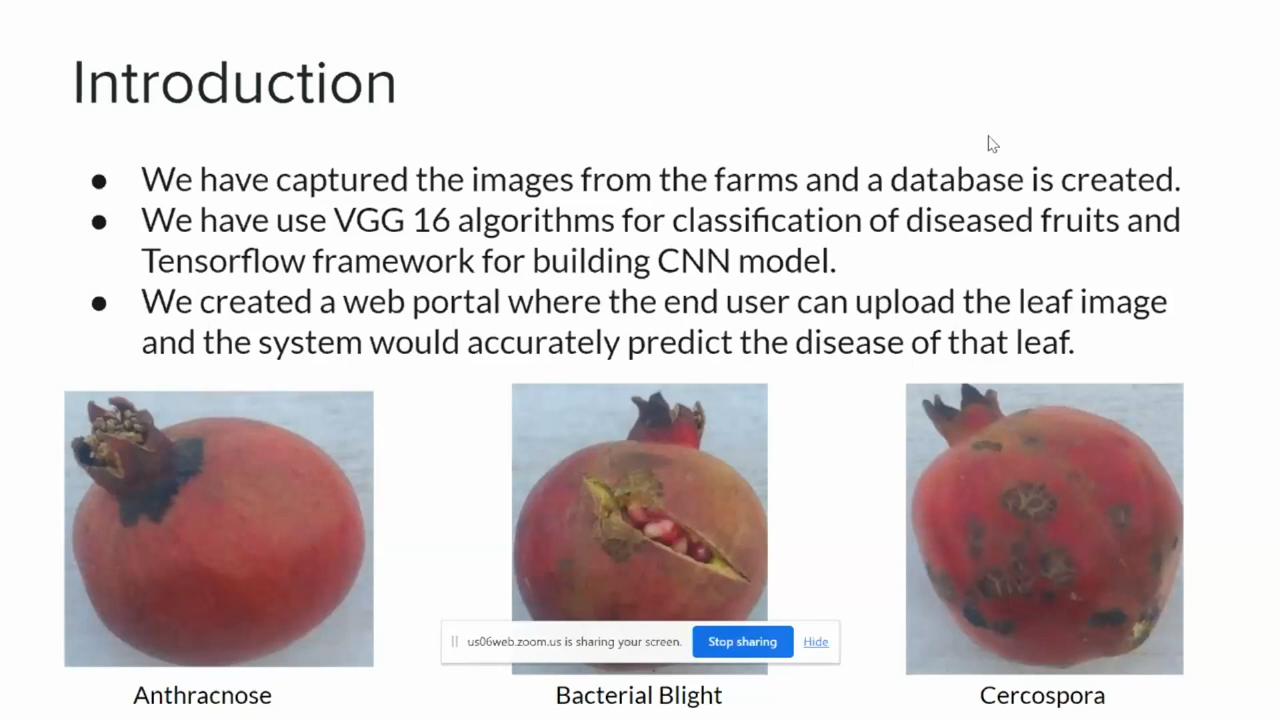 Introduction
● We have captured the images from the farms and a database is created.
● We have use VGG 16 algorithms for classification of diseased fruits and
Tensorflow framework for building CNN model.
● We created a web portal where the end user can upload the leaf image
and the system would accurately predict the disease of that leaf.
us06web.zoom.us is sharing your screen. Stop sharing Hide
Anthracnose Bacterial Blight Cercospora